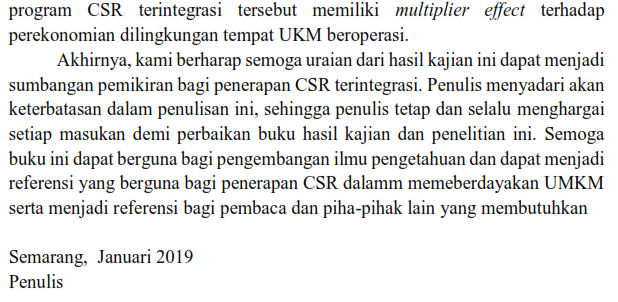 program CSR terintegrasi tersebut memiliki multiplier effect terhadap
perekonomian dilingkungan tempat UKM beroperasi.
Akhirnya, kami berharap semoga uraian dari hasil kajian ini dapat menjadi
sumbangan pemikiran bagi penerapan CSR terintegrasi. Penulis menyadari akan
keterbatasan dalam penulisan ini, sehingga penulis tetap dan selalu menghargai
setiap masukan demi perbaikan buku hasil kajian dan penelitian ini. Semoga
buku ini dapat berguna bagi pengembangan ilmu pengetahuan dan dapat menjadi
referensi yang berguna bagi penerapan CSR dalamm memeberdayakan UMKM
serta menjadi referensi bagi pembaca dan piha-pihak lain yang membutuhkan
Semarang,  Januari 2019
Penulis